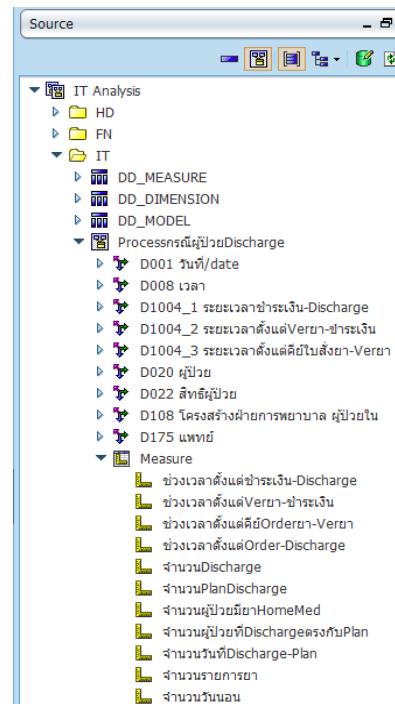 Source
IT Analysis
HD
FN
IT
DD_MEASURE
DD_DIMENSION
DD_MODEL
Processกรณีผู้ป่วยDischarge
D001 วันที่/date
D008 เวลา
D1004_1 ระยะเวลาชำระเงิน-Discharge
D1004_2 ระยะเวลาตั้งแต่Verยา-ชำระเงิน
D1004_3 ระยะเวลาตั้งแต่คีย์ใบสั่งยา-Verยา
D020 ผู้ป่วย
D022 สิทธิผู้ป่วย
D108 โครงสร้างฝ่ายการพยาบาล ผู้ป่วยใน
D175 แพทย์
Measure
ช่วงเวลาตั้งแต่ชำระเงิน-Discharge
ช่วงเวลาตั้งแต่Verยา-ชำระเงิน
ช่วงเวลาตั้งแต่คีย์Orderยา-Verยา
ช่วงเวลาตั้งแต่Order-Discharge
จำนวนDischarge
จำนวนPlanDischarge
จำนวนผู้ป่วยมียาHomeMed
จำนวนผู้ป่วยที่DischargeตรงกับPlan
จำนวนวันที่Discharge-Plan
จำนวนรายการยา
จำนวนวันนอน